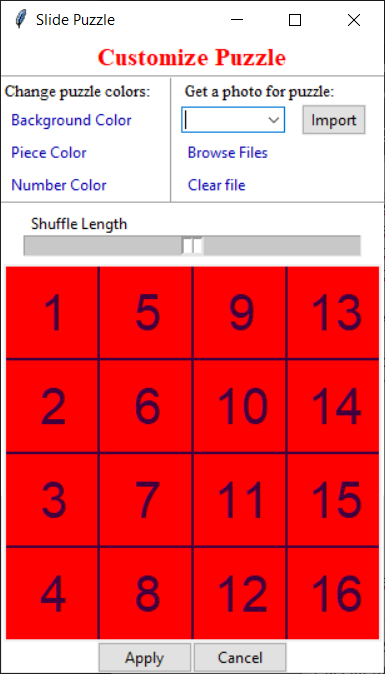 Slide Puzzle
Customize Puzzle
Change puzzle colors:
Background Color
Piece Color
Number Color
Get a photo for puzzle:
Import
Browse Files
Clear file
Shuffle Length
1 5 9 13
2 6 10 14
3 7 11 15
4 8 12 16
Apply Cancel